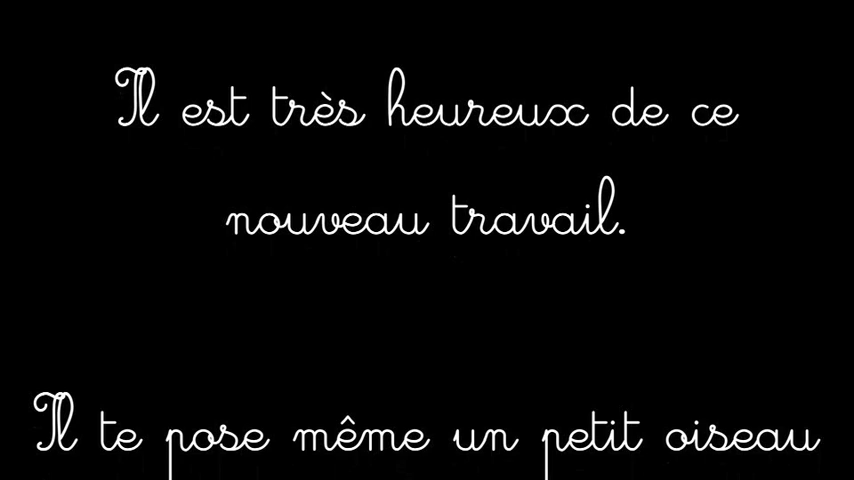 Il est très heureux de ce
nouveau travail.
Il te pose même un petit oiseau